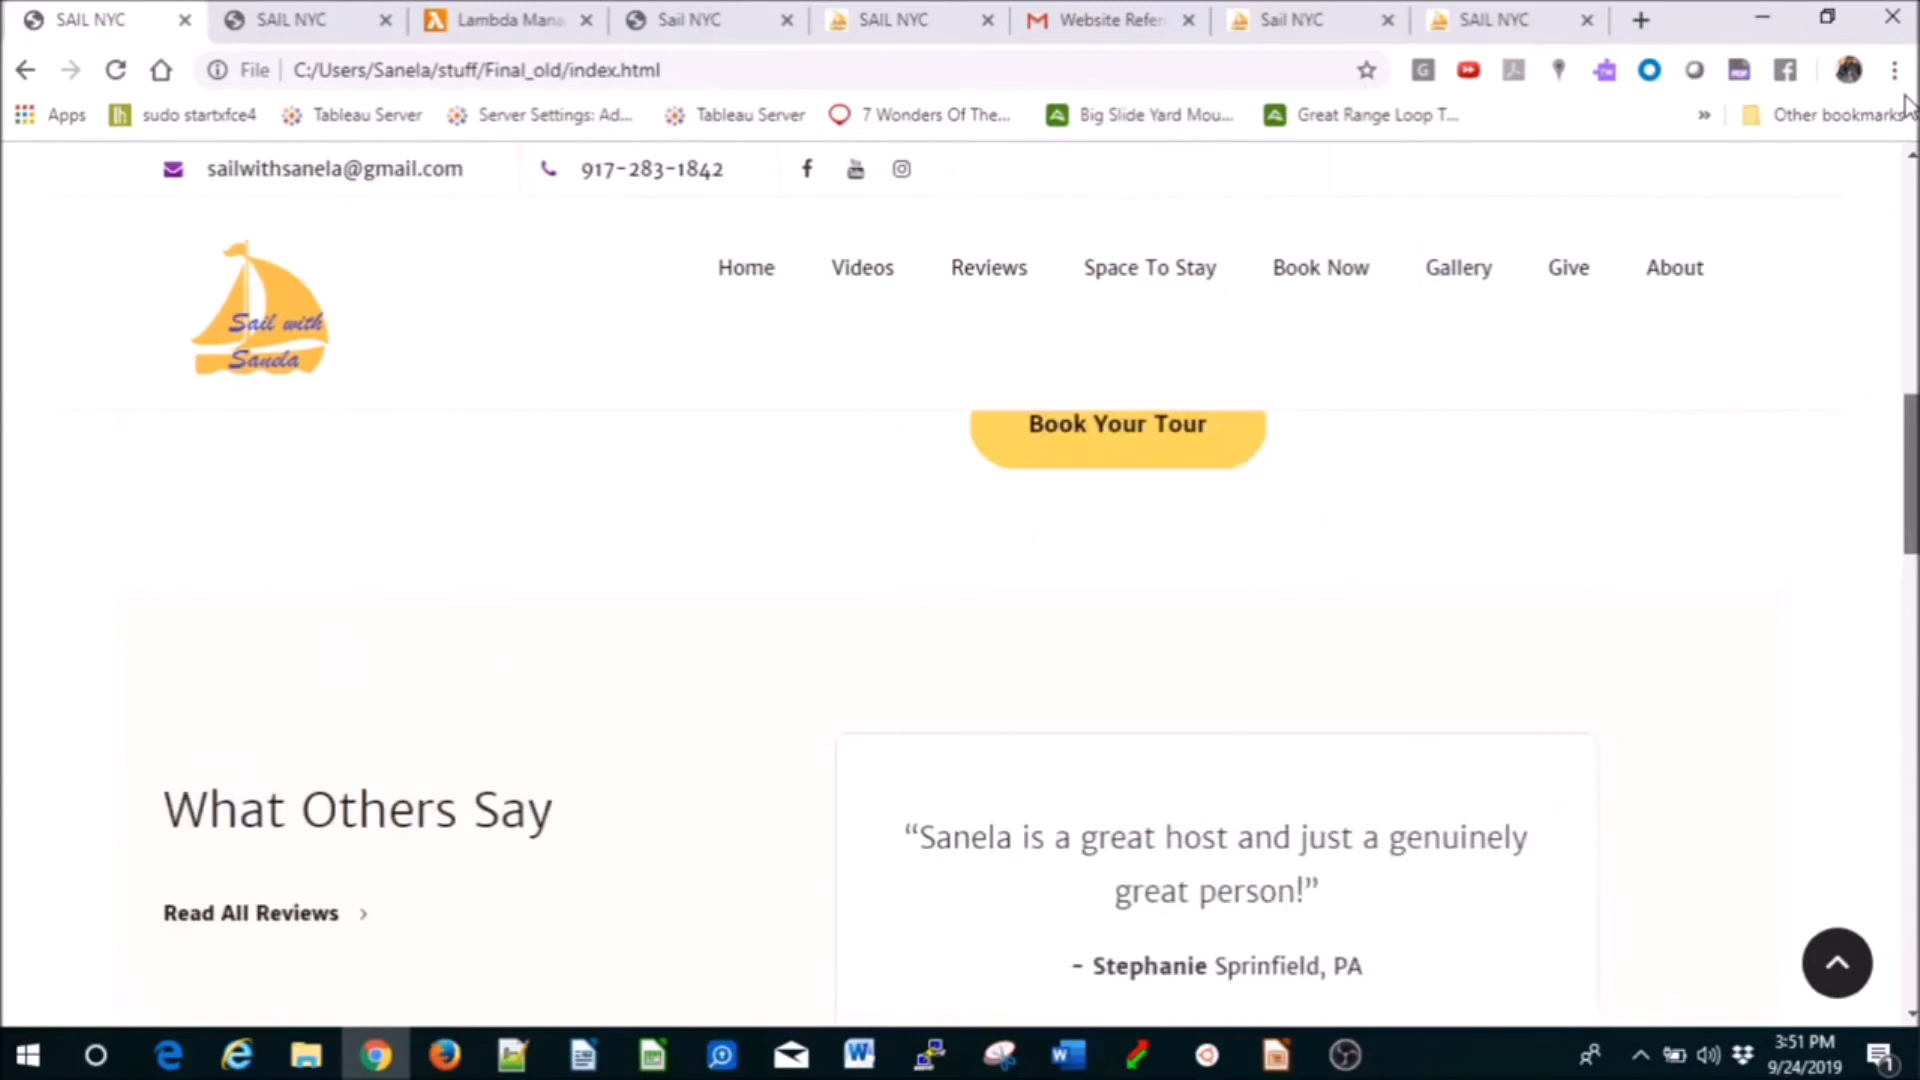 SAIL NYC
SAIL NYC
Lambda Mana
Sail NYC
SAIL NYC
Website Refer
Sail NYC
SAIL NYC
File
C:/Users/Sanela/stuff/Final_old/index.html
Apps
sudo startxfce4
Tableau Server
Server Settings: Ad...
Tableau Server
7 Wonders Of The...
Big Slide Yard Mou...
Great Range Loop T...
»
Other bookmarks
sailwithsanela@gmail.com
917-283-1842
Sail with
Sanela
Home
Videos
Reviews
Space To Stay
Book Now
Gallery
Give
About
Book Your Tour
What Others Say
Read All Reviews
“Sanela is a great host and just a genuinely
great person!”
- Stephanie Sprinfield, PA
3:51 PM
9/24/2019
1